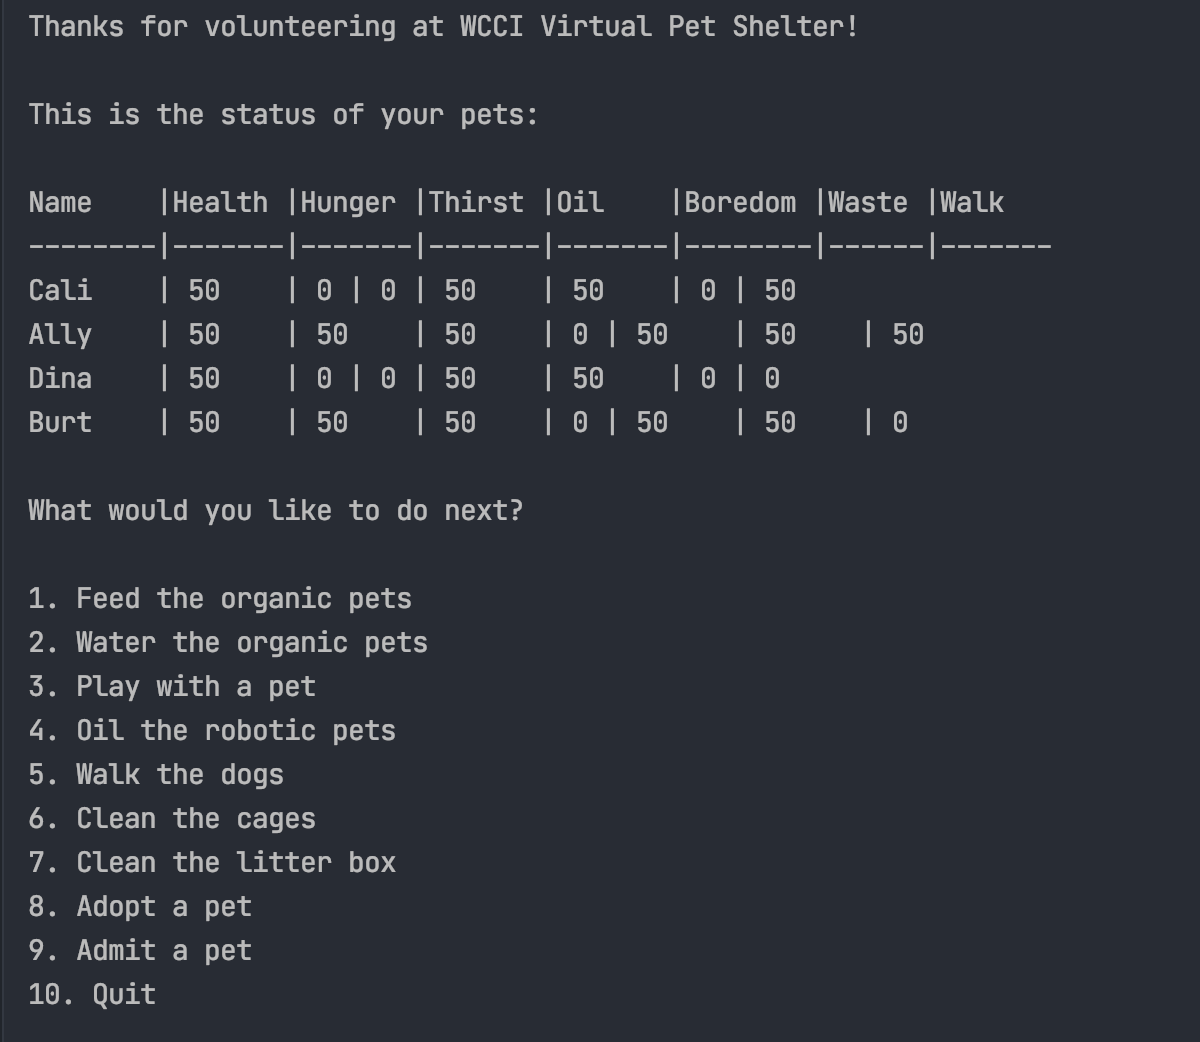 Thanks for volunteering at WCCI Virtual Pet Shelter!
This is the status of your pets:
Name    |Health |Hunger |Thirst |Oil    |Boredom |Waste |Walk
--------|-------|-------|-------|-------|--------|------|-------
Cali    | 50    | 0 | 0 | 50    | 50    | 0 | 50
Ally    | 50    | 50    | 50    | 0 | 50    | 50    | 50
Dina    | 50    | 0 | 0 | 50    | 50    | 0 | 0
Burt    | 50    | 50    | 50    | 0 | 50    | 50    | 0
What would you like to do next?
1. Feed the organic pets
2. Water the organic pets
3. Play with a pet
4. Oil the robotic pets
5. Walk the dogs
6. Clean the cages
7. Clean the litter box
8. Adopt a pet
9. Admit a pet
10. Quit